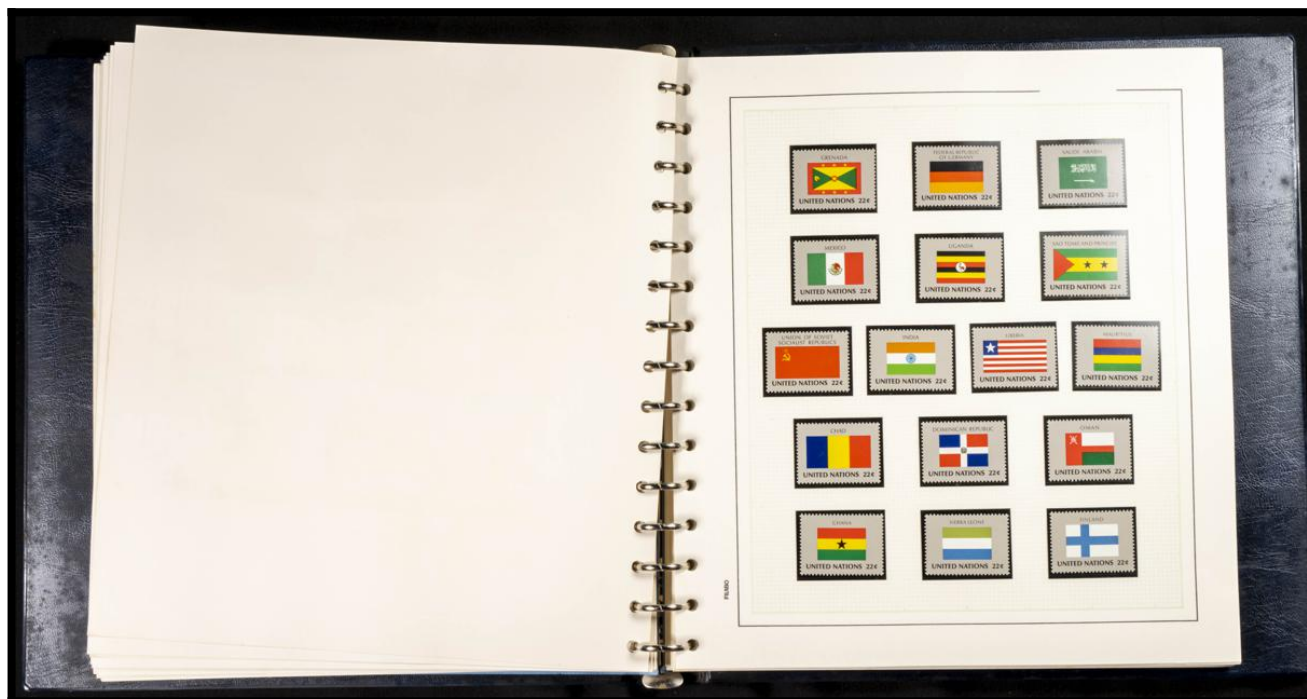 GRENADA
UNITED NATIONS 22¢
FEDERAL REPUBLIC
OF GERMANY
UNITED NATIONS 22¢
SAUDI ARABIA
UNITED NATIONS 22¢
MEXICO
UNITED NATIONS 22¢
UGANDA
UNITED NATIONS 22¢
SAO TOME AND PRINCIPE
UNITED NATIONS 22¢
UNION OF SOVIET
SOCIALIST REPUBLICS
UNITED NATIONS 22¢
INDIA
UNITED NATIONS 22¢
LIBERIA
UNITED NATIONS 22¢
MAURITIUS
UNITED NATIONS 22¢
CHAD
UNITED NATIONS 22¢
DOMINICAN REPUBLIC
UNITED NATIONS 22¢
OMAN
UNITED NATIONS 22¢
GHANA
UNITED NATIONS 22¢
SIERRA LEONE
UNITED NATIONS 22¢
FINLAND
UNITED NATIONS 22¢